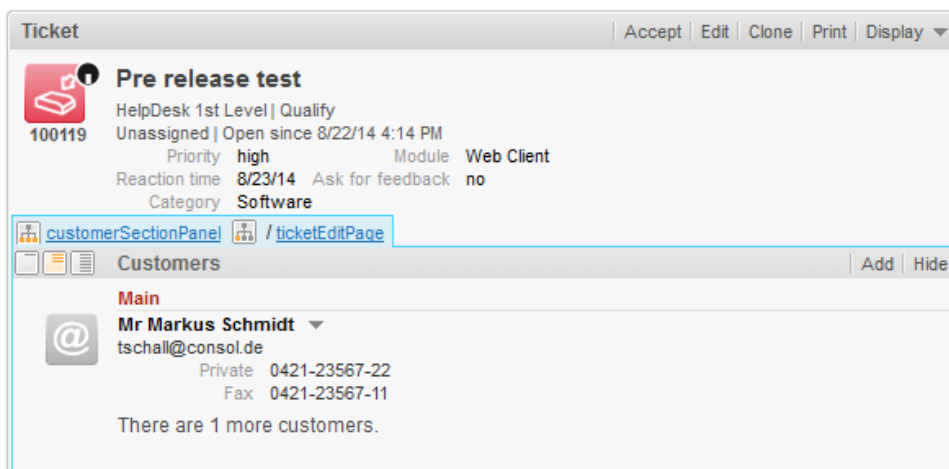 Ticket Accept Edit Clone Print Display
Pre release test
HelpDesk 1st Level | Qualify
100119 Unassigned | Open since 8/22/14 4:14 PM
Priority high Module Web Client
Reaction time 8/23/14 Ask for feedback no
Category Software
customerSectionPanel / ticketEditPage
Customers Add Hide
Main
@ Mr Markus Schmidt
tschall@consol.de
Private 0421-23567-22
Fax 0421-23567-11
There are 1 more customers.